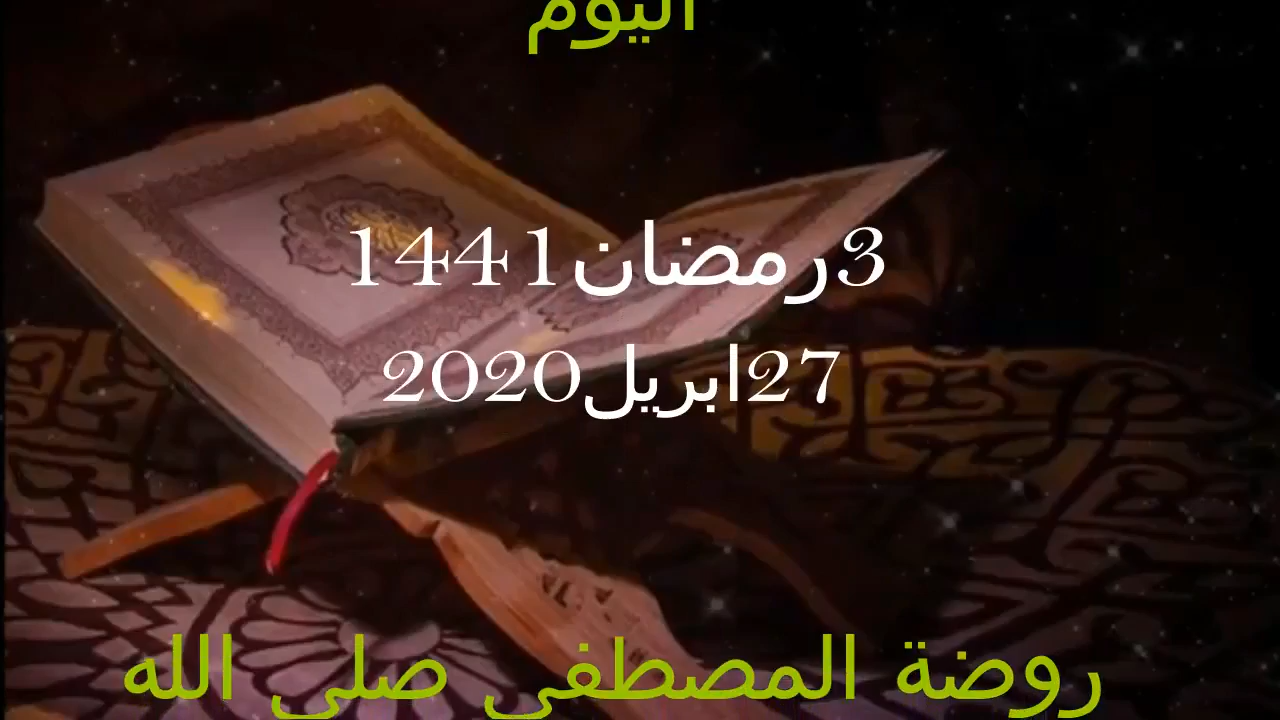 اليوم
3رمضان1441
27ابريل2020
روضة المصطفى صلى الله